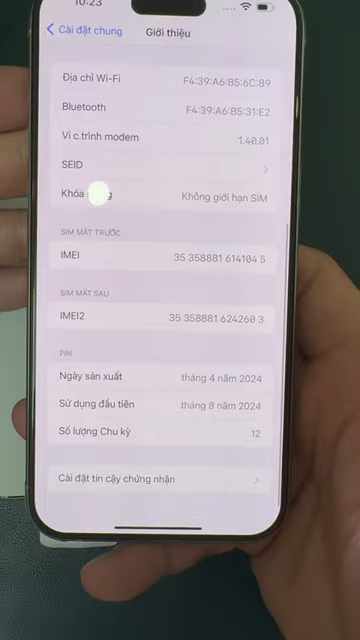 10:23
Cài đặt chung
Giới thiệu
Địa chỉ Wi-Fi F4:39:A6:B5:6C:89
Bluetooth F4:39:A6:B5:31:E2
Vi c.trình modem 1.40.01
SEID
Khóa Không giới hạn SIM
SIM MẶT TRƯỚC
IMEI 35 358881 614104 5
SIM MẶT SAU
IMEI2 35 358881 624260 3
PIN
Ngày sản xuất tháng 4 năm 2024
Sử dụng đầu tiên tháng 8 năm 2024
Số lượng Chu kỳ 12
Cài đặt tin cậy chứng nhận